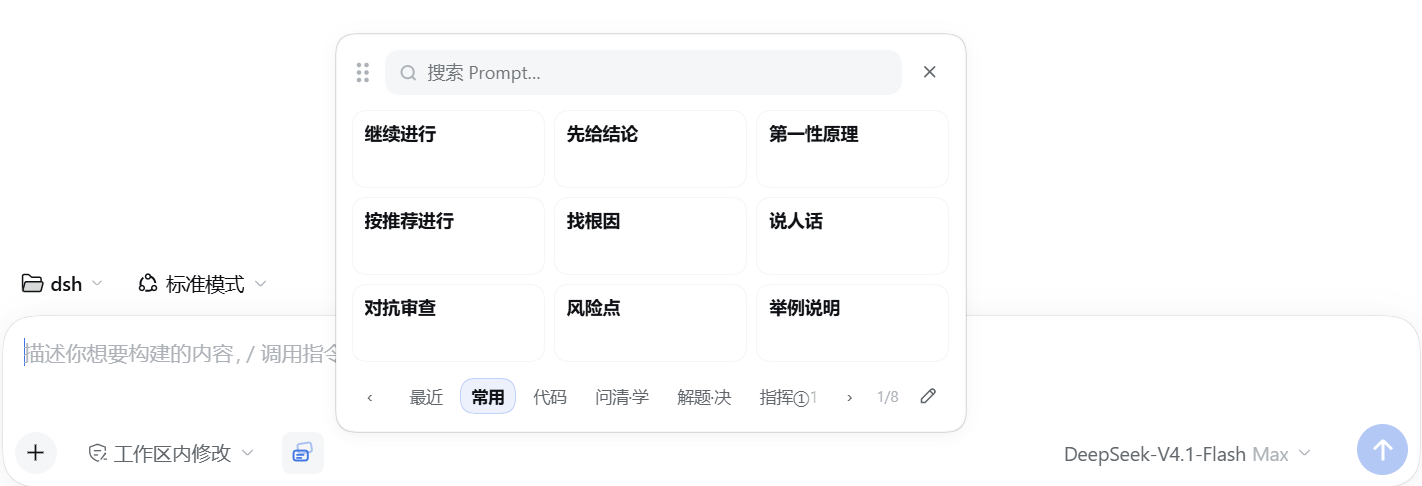 搜索 Prompt...
继续进行
先给结论
第一性原理
按推荐进行
找根因
说人话
对抗审查
风险点
举例说明
dsh
标准模式
描述你想要构建的内容, / 调用指令
最近
常用
代码
问清·学
解题·决
指挥①1
1/8
工作区内修改
DeepSeek-V4.1-Flash Max